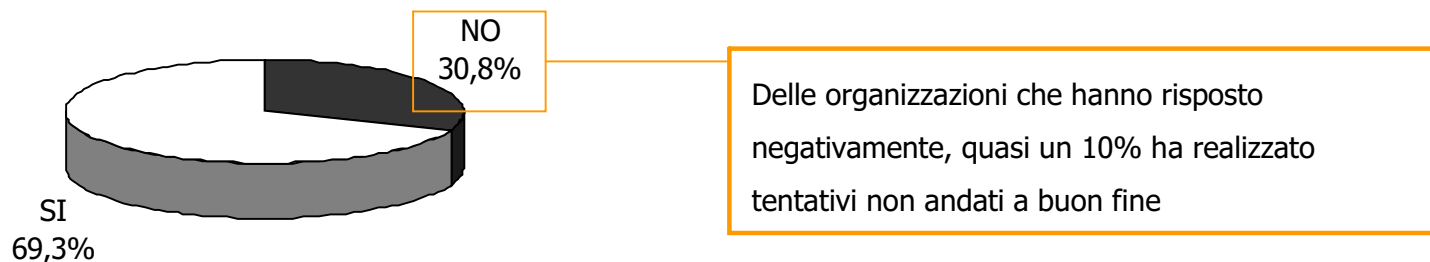 NO
30,8%
Delle organizzazioni che hanno risposto
negativamente, quasi un 10% ha realizzato
tentativi non andati a buon fine
SI
69,3%